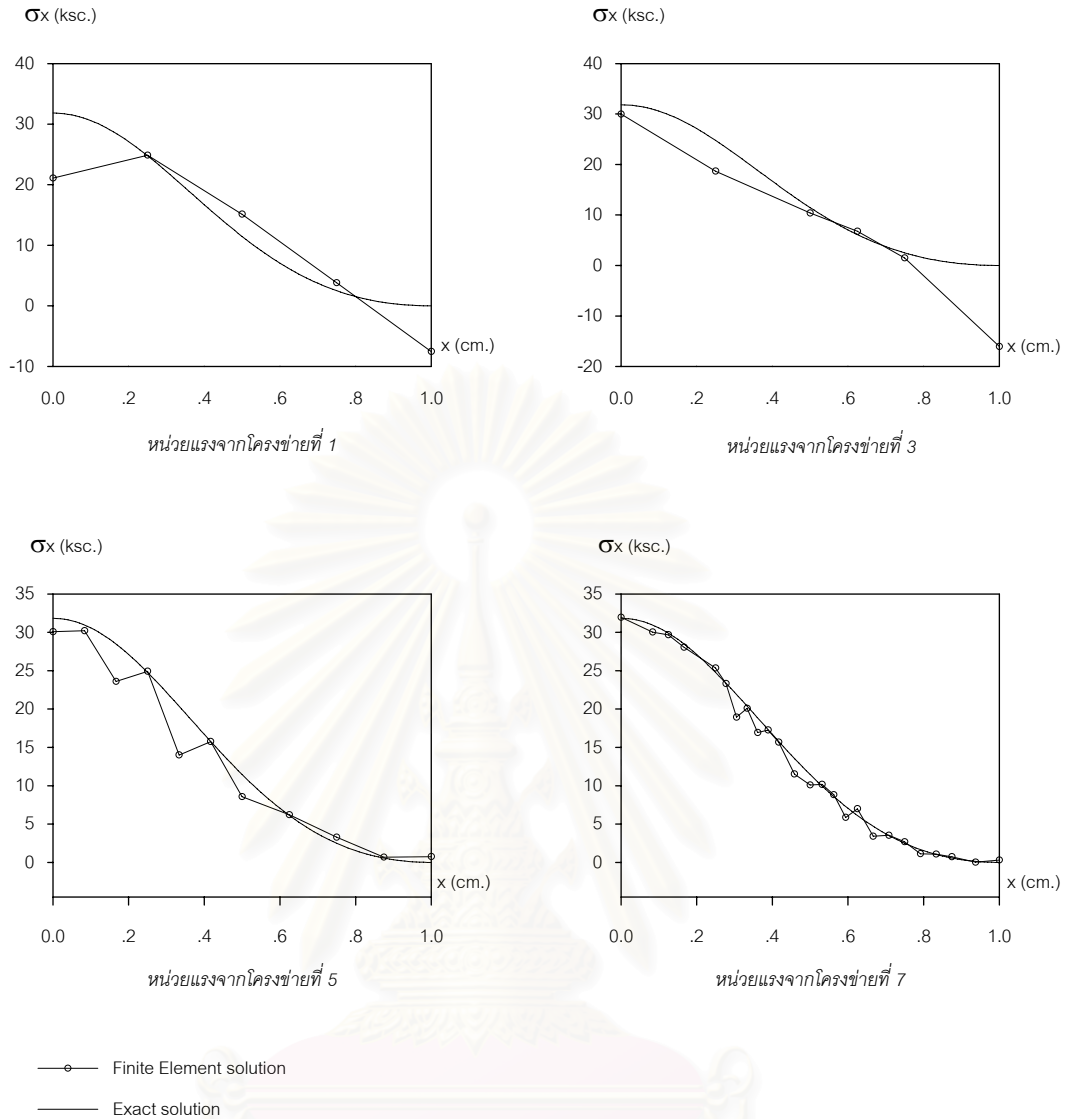 σx (ksc.)
40
30
20
10
0
-10
x (cm.)
0.0 .2 .4 .6 .8 1.0
หน่วยแรงจากโครงข่ายที่ 1
σx (ksc.)
40
30
20
10
0
-10
-20
x (cm.)
0.0 .2 .4 .6 .8 1.0
หน่วยแรงจากโครงข่ายที่ 3
σx (ksc.)
35
30
25
20
15
10
5
0
x (cm.)
0.0 .2 .4 .6 .8 1.0
หน่วยแรงจากโครงข่ายที่ 5
σx (ksc.)
35
30
25
20
15
10
5
0
x (cm.)
0.0 .2 .4 .6 .8 1.0
หน่วยแรงจากโครงข่ายที่ 7
Finite Element solution
Exact solution